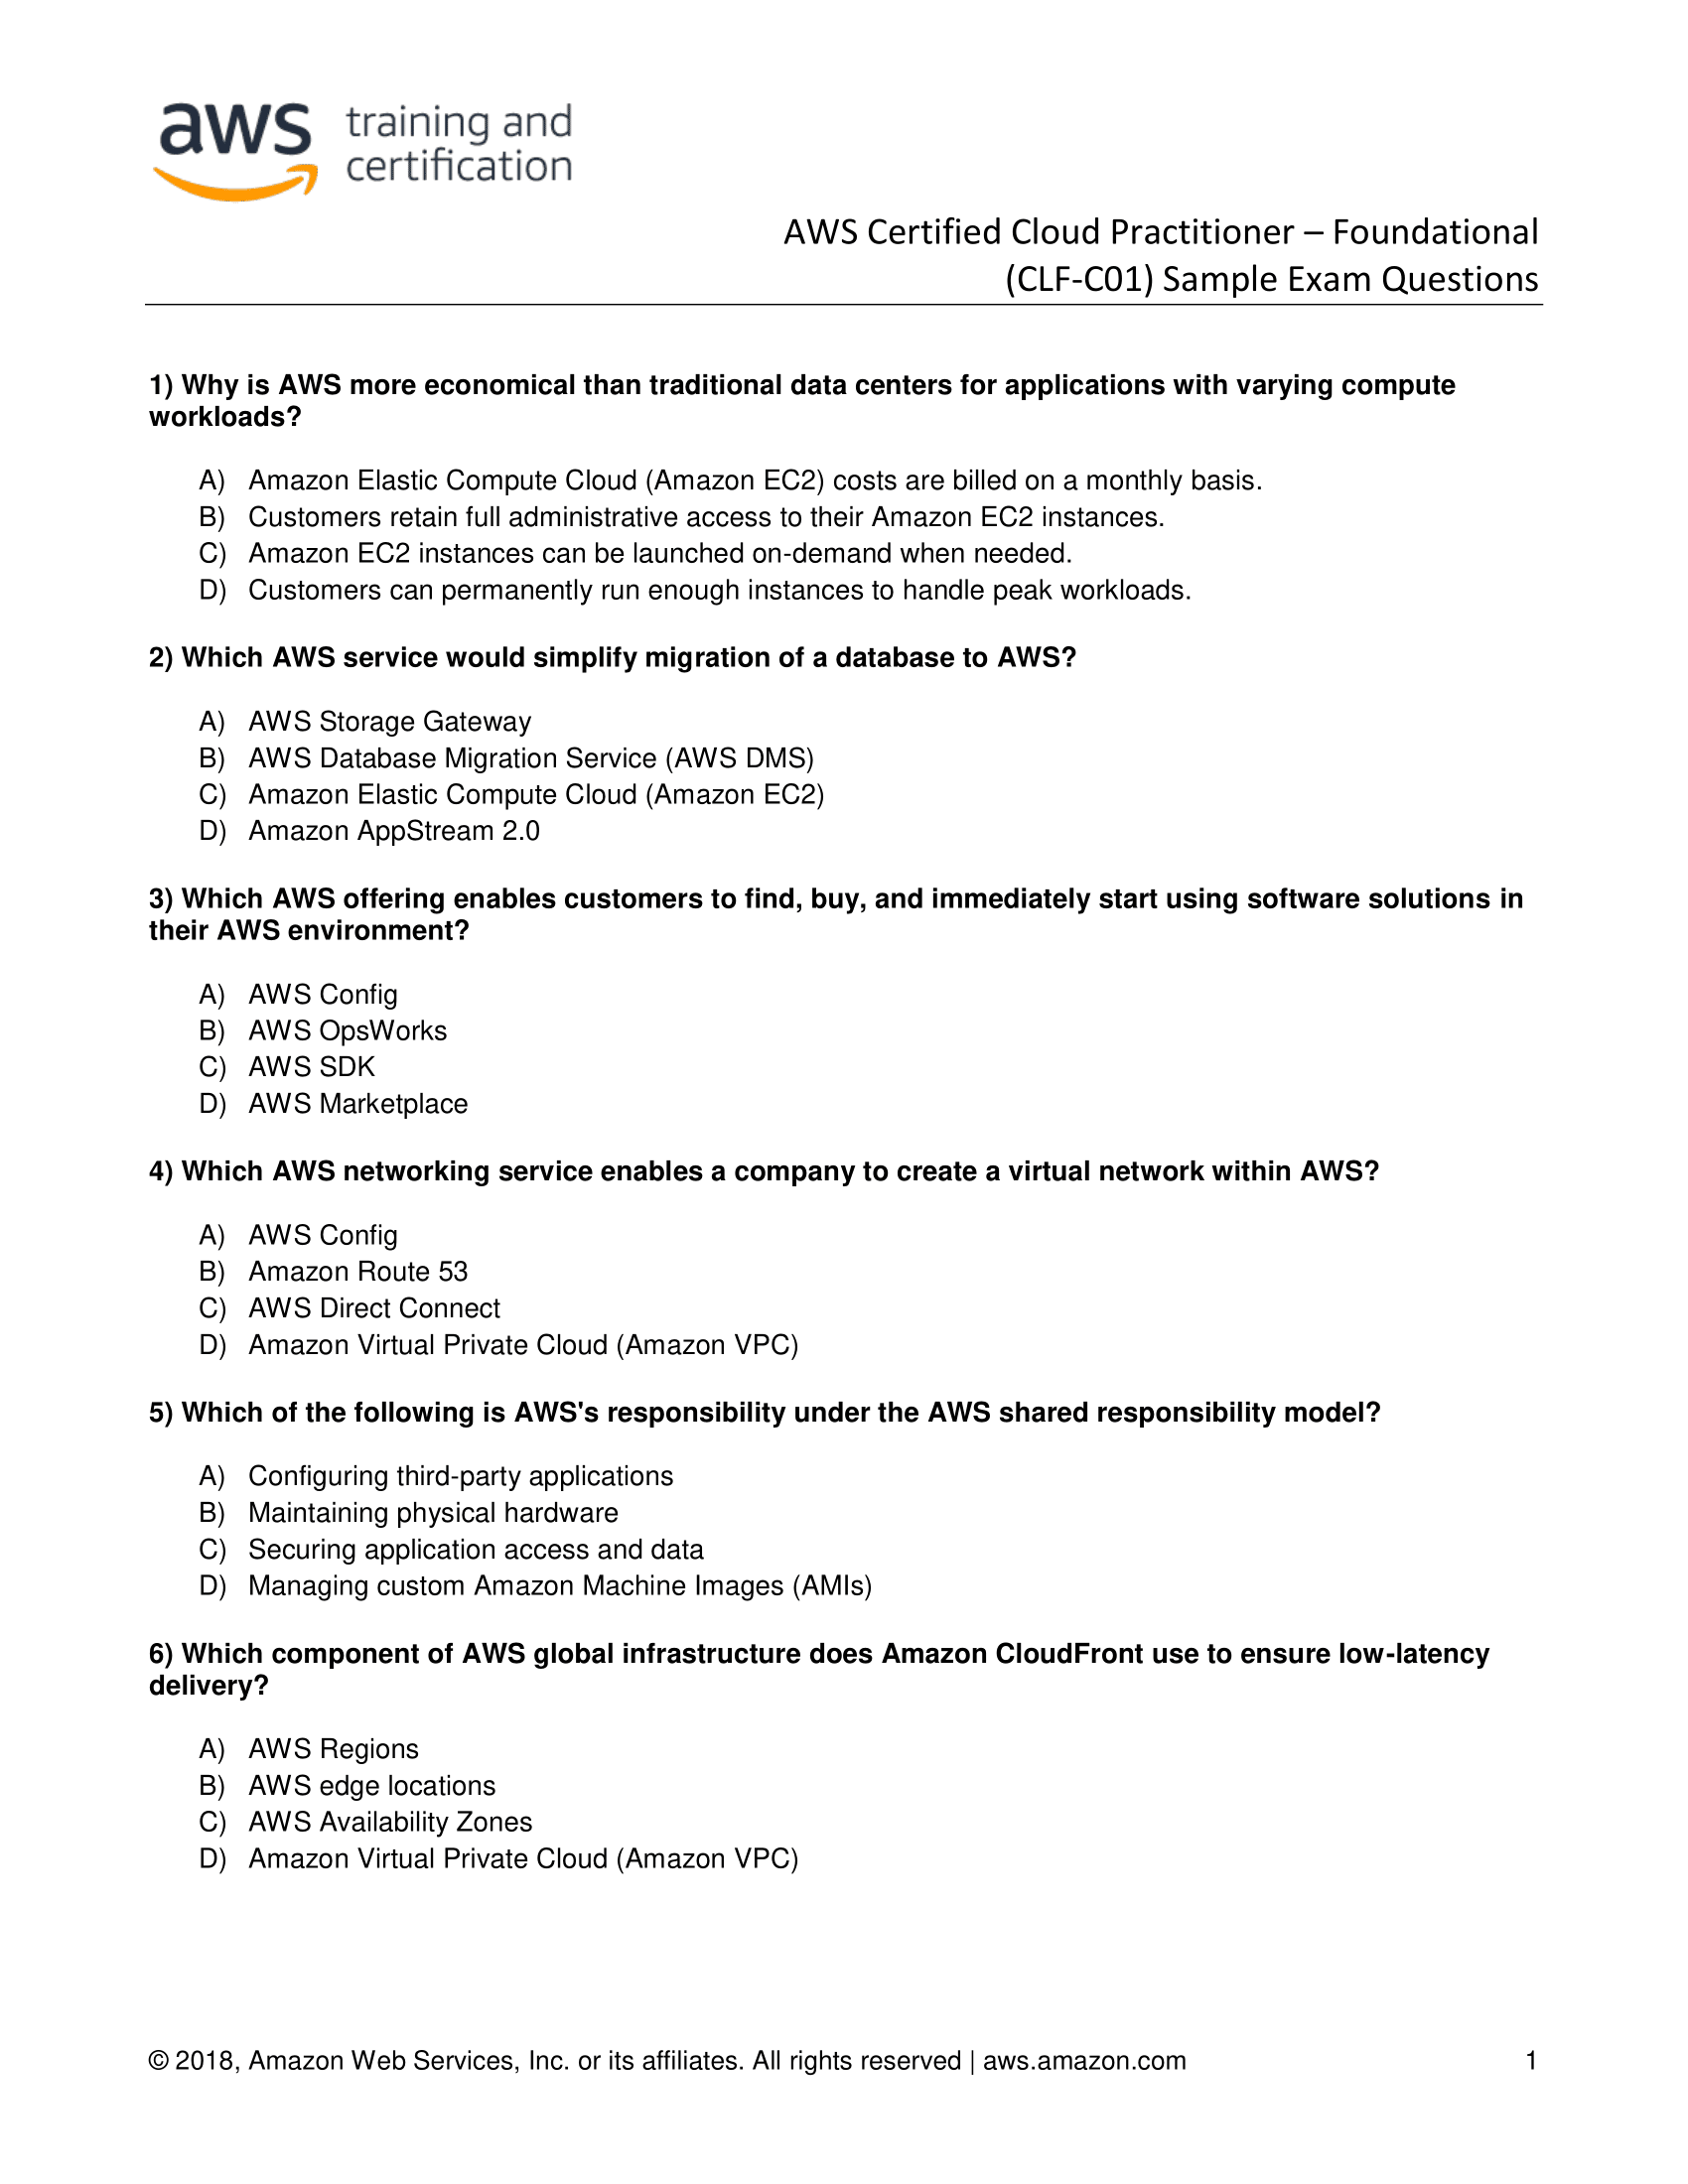 aws training and
certification
AWS Certified Cloud Practitioner – Foundational
(CLF-C01) Sample Exam Questions
1) Why is AWS more economical than traditional data centers for applications with varying compute
workloads?
A) Amazon Elastic Compute Cloud (Amazon EC2) costs are billed on a monthly basis.
B) Customers retain full administrative access to their Amazon EC2 instances.
C) Amazon EC2 instances can be launched on-demand when needed.
D) Customers can permanently run enough instances to handle peak workloads.
2) Which AWS service would simplify migration of a database to AWS?
A) AWS Storage Gateway
B) AWS Database Migration Service (AWS DMS)
C) Amazon Elastic Compute Cloud (Amazon EC2)
D) Amazon AppStream 2.0
3) Which AWS offering enables customers to find, buy, and immediately start using software solutions in
their AWS environment?
A) AWS Config
B) AWS OpsWorks
C) AWS SDK
D) AWS Marketplace
4) Which AWS networking service enables a company to create a virtual network within AWS?
A) AWS Config
B) Amazon Route 53
C) AWS Direct Connect
D) Amazon Virtual Private Cloud (Amazon VPC)
5) Which of the following is AWS's responsibility under the AWS shared responsibility model?
A) Configuring third-party applications
B) Maintaining physical hardware
C) Securing application access and data
D) Managing custom Amazon Machine Images (AMIs)
6) Which component of AWS global infrastructure does Amazon CloudFront use to ensure low-latency
delivery?
A) AWS Regions
B) AWS edge locations
C) AWS Availability Zones
D) Amazon Virtual Private Cloud (Amazon VPC)
© 2018, Amazon Web Services, Inc. or its affiliates. All rights reserved | aws.amazon.com 1